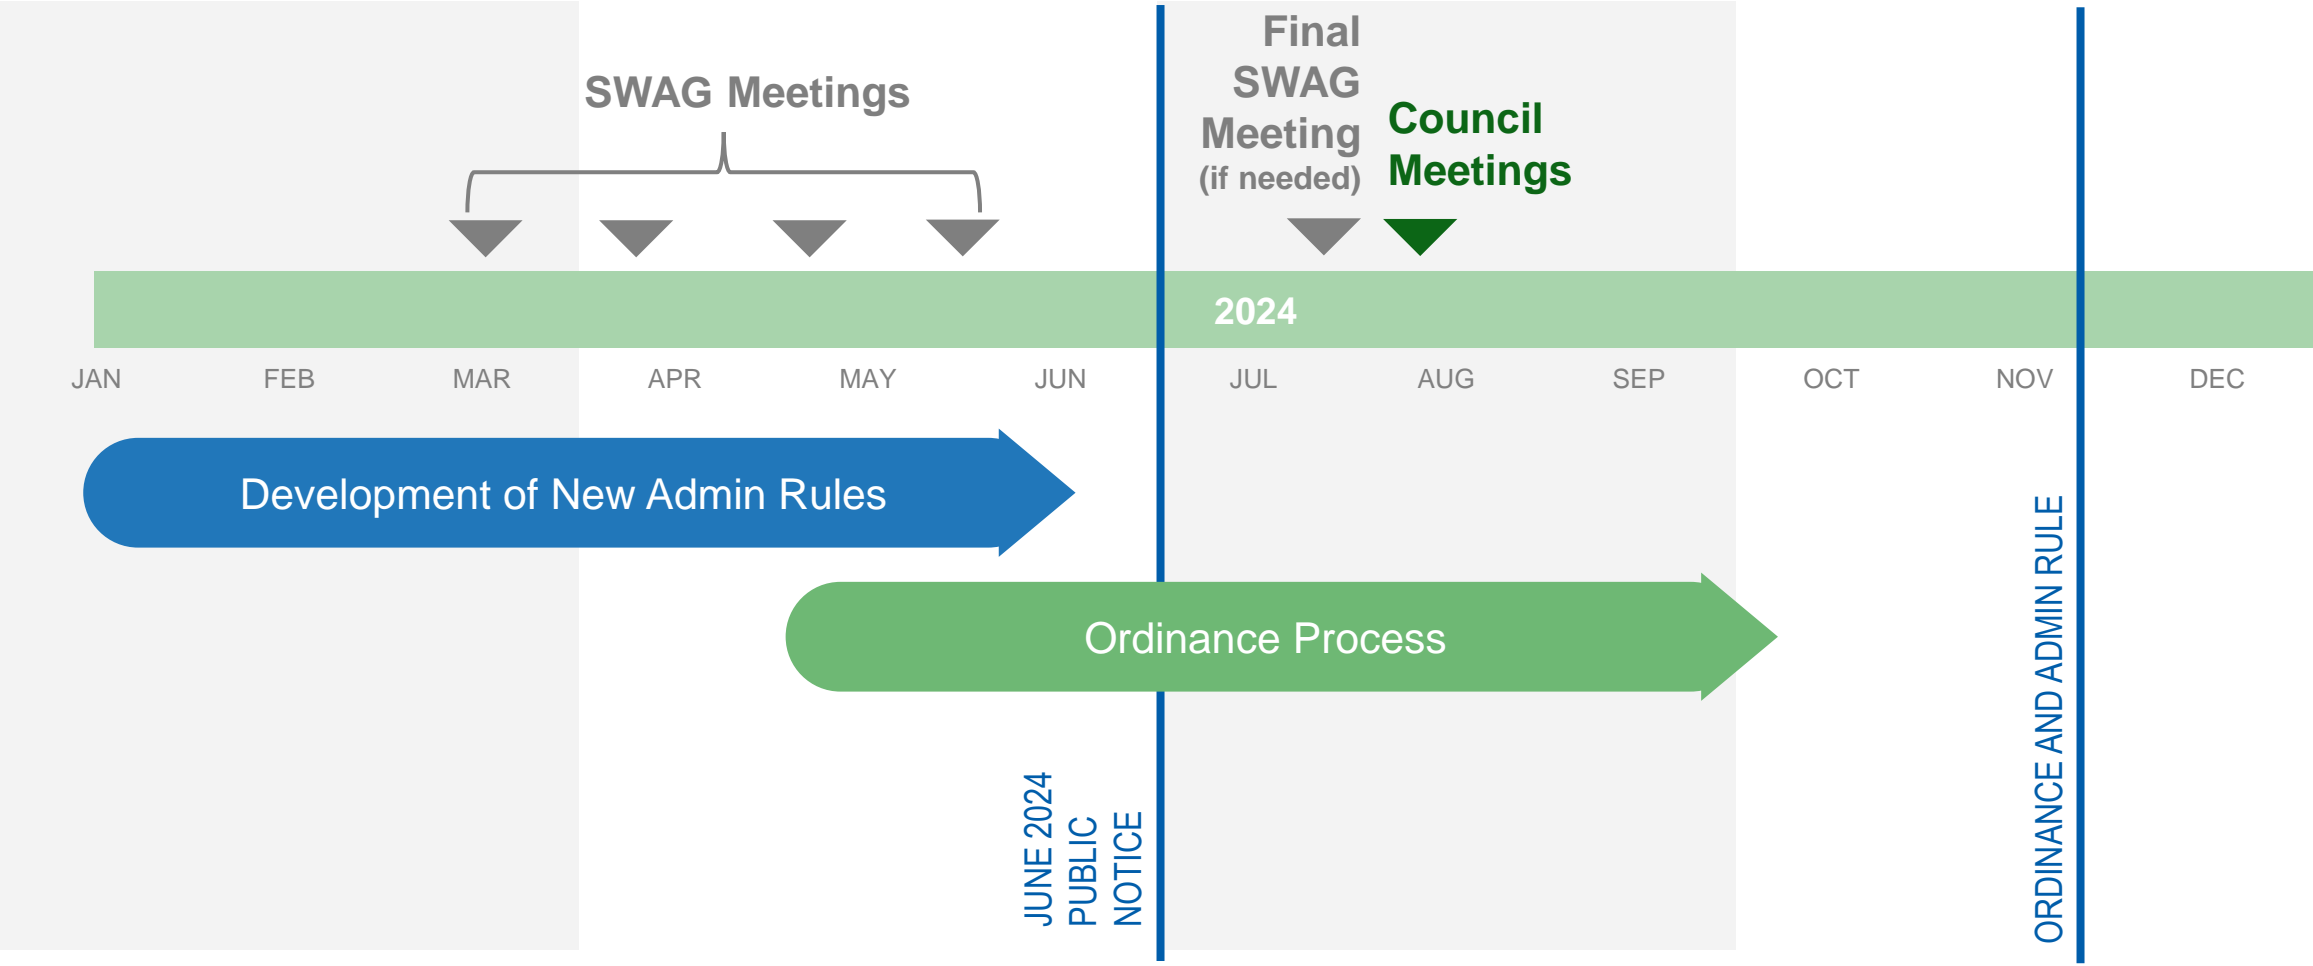 SWAG Meetings
Final
SWAG
Meeting
(if needed)
Council
Meetings
2024
JAN FEB MAR APR MAY JUN JUL AUG SEP OCT NOV DEC
Development of New Admin Rules
Ordinance Process
JUNE 2024
PUBLIC
NOTICE
ORDINANCE AND ADMIN RULE